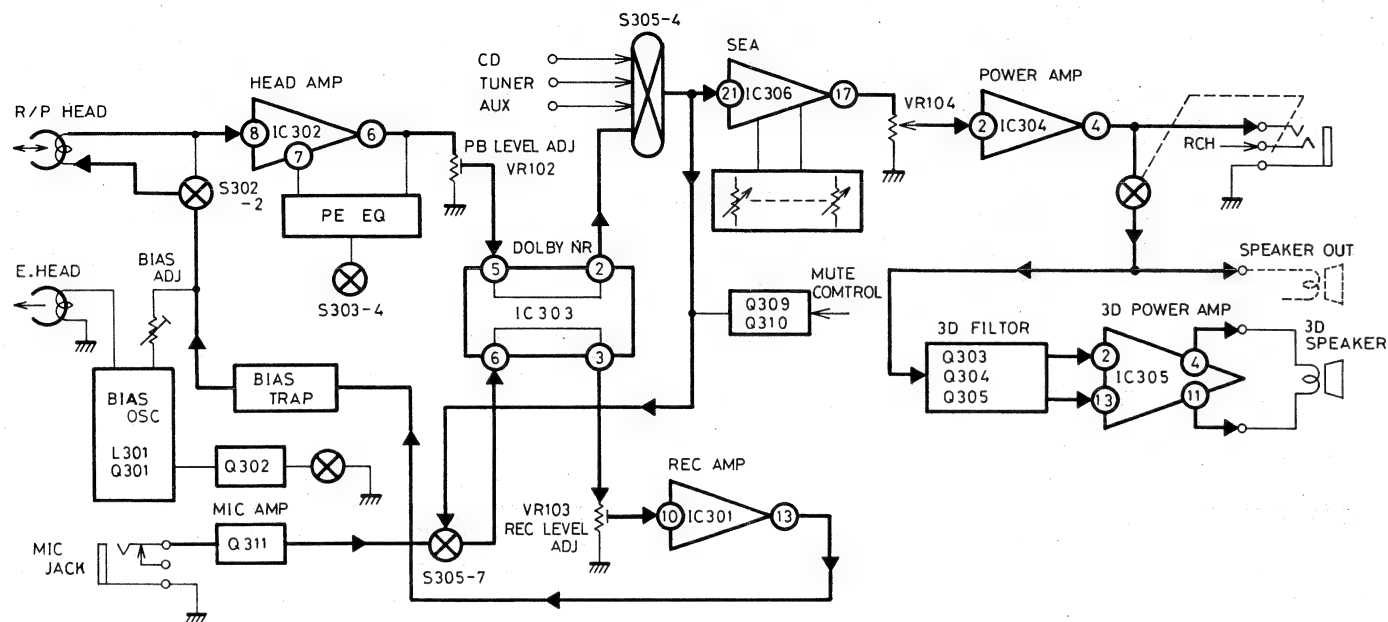 S305-4
CD
TUNER
AUX
SEA
21
IC306
17
VR104
POWER AMP
2
IC304
4
RCH
R/P HEAD
HEAD AMP
8
IC302
6
7
PB LEVEL ADJ
VR102
S302
-2
PE EQ
S303-4
DOLBY NR
5
2
IC303
6
3
E.HEAD
BIAS
ADJ
BIAS
OSC
L301
Q301
BIAS
TRAP
Q302
MUTE
COMTROL
Q309
Q310
SPEAKER OUT
3D FILTOR
Q303
Q304
Q305
3D POWER AMP
2
13
IC305
4
11
3D
SPEAKER
MIC AMP
Q311
MIC
JACK
S305-7
VR103
REC LEVEL
ADJ
REC AMP
10
IC301
13